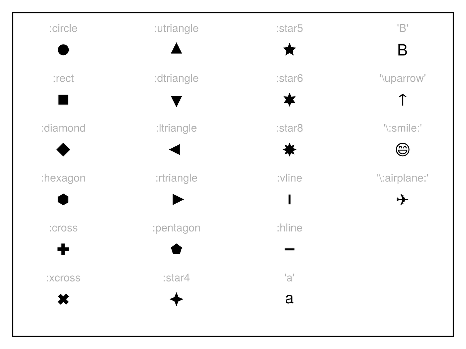 :circle :utriangle :star5 'B'
B
:rect :dtriangle :star6 '\uparrow'
↑
:diamond :ltriangle :star8 '\:smile:'
:hexagon :rtriangle :vline '\:airplane:'
:cross :pentagon :hline
:xcross :star4 'a'
a